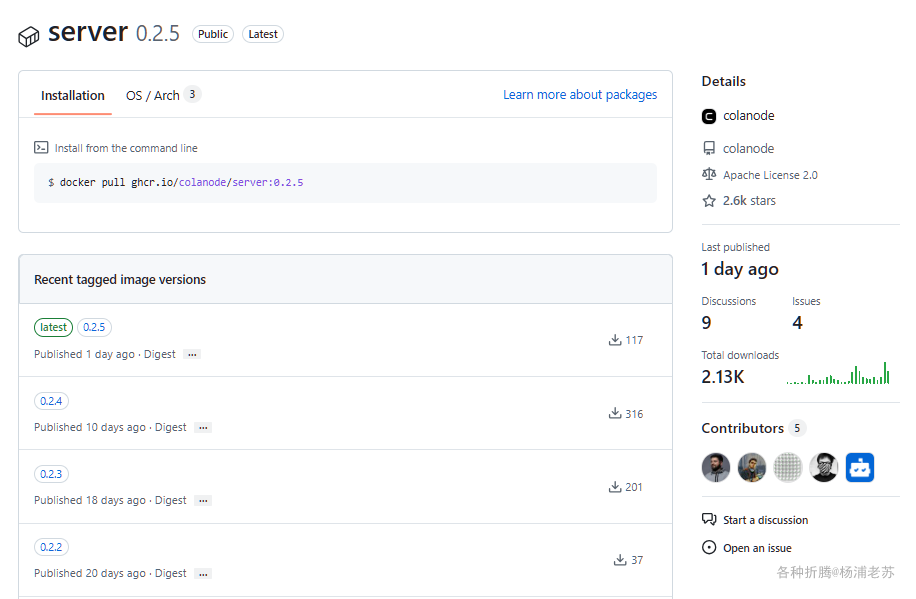 server 0.2.5 Public Latest
Installation OS / Arch 3 Learn more about packages
Install from the command line
$ docker pull ghcr.io/colanode/server:0.2.5
Recent tagged image versions
latest 0.2.5
Published 1 day ago · Digest ...
117
0.2.4
Published 10 days ago · Digest ...
316
0.2.3
Published 18 days ago · Digest ...
201
0.2.2
Published 20 days ago · Digest ...
37
Details
colanode
colanode
Apache License 2.0
2.6k stars
Last published
1 day ago
Discussions Issues
9 4
Total downloads
2.13K
Contributors 5
Start a discussion
Open an issue
各种折腾@杨浦老苏